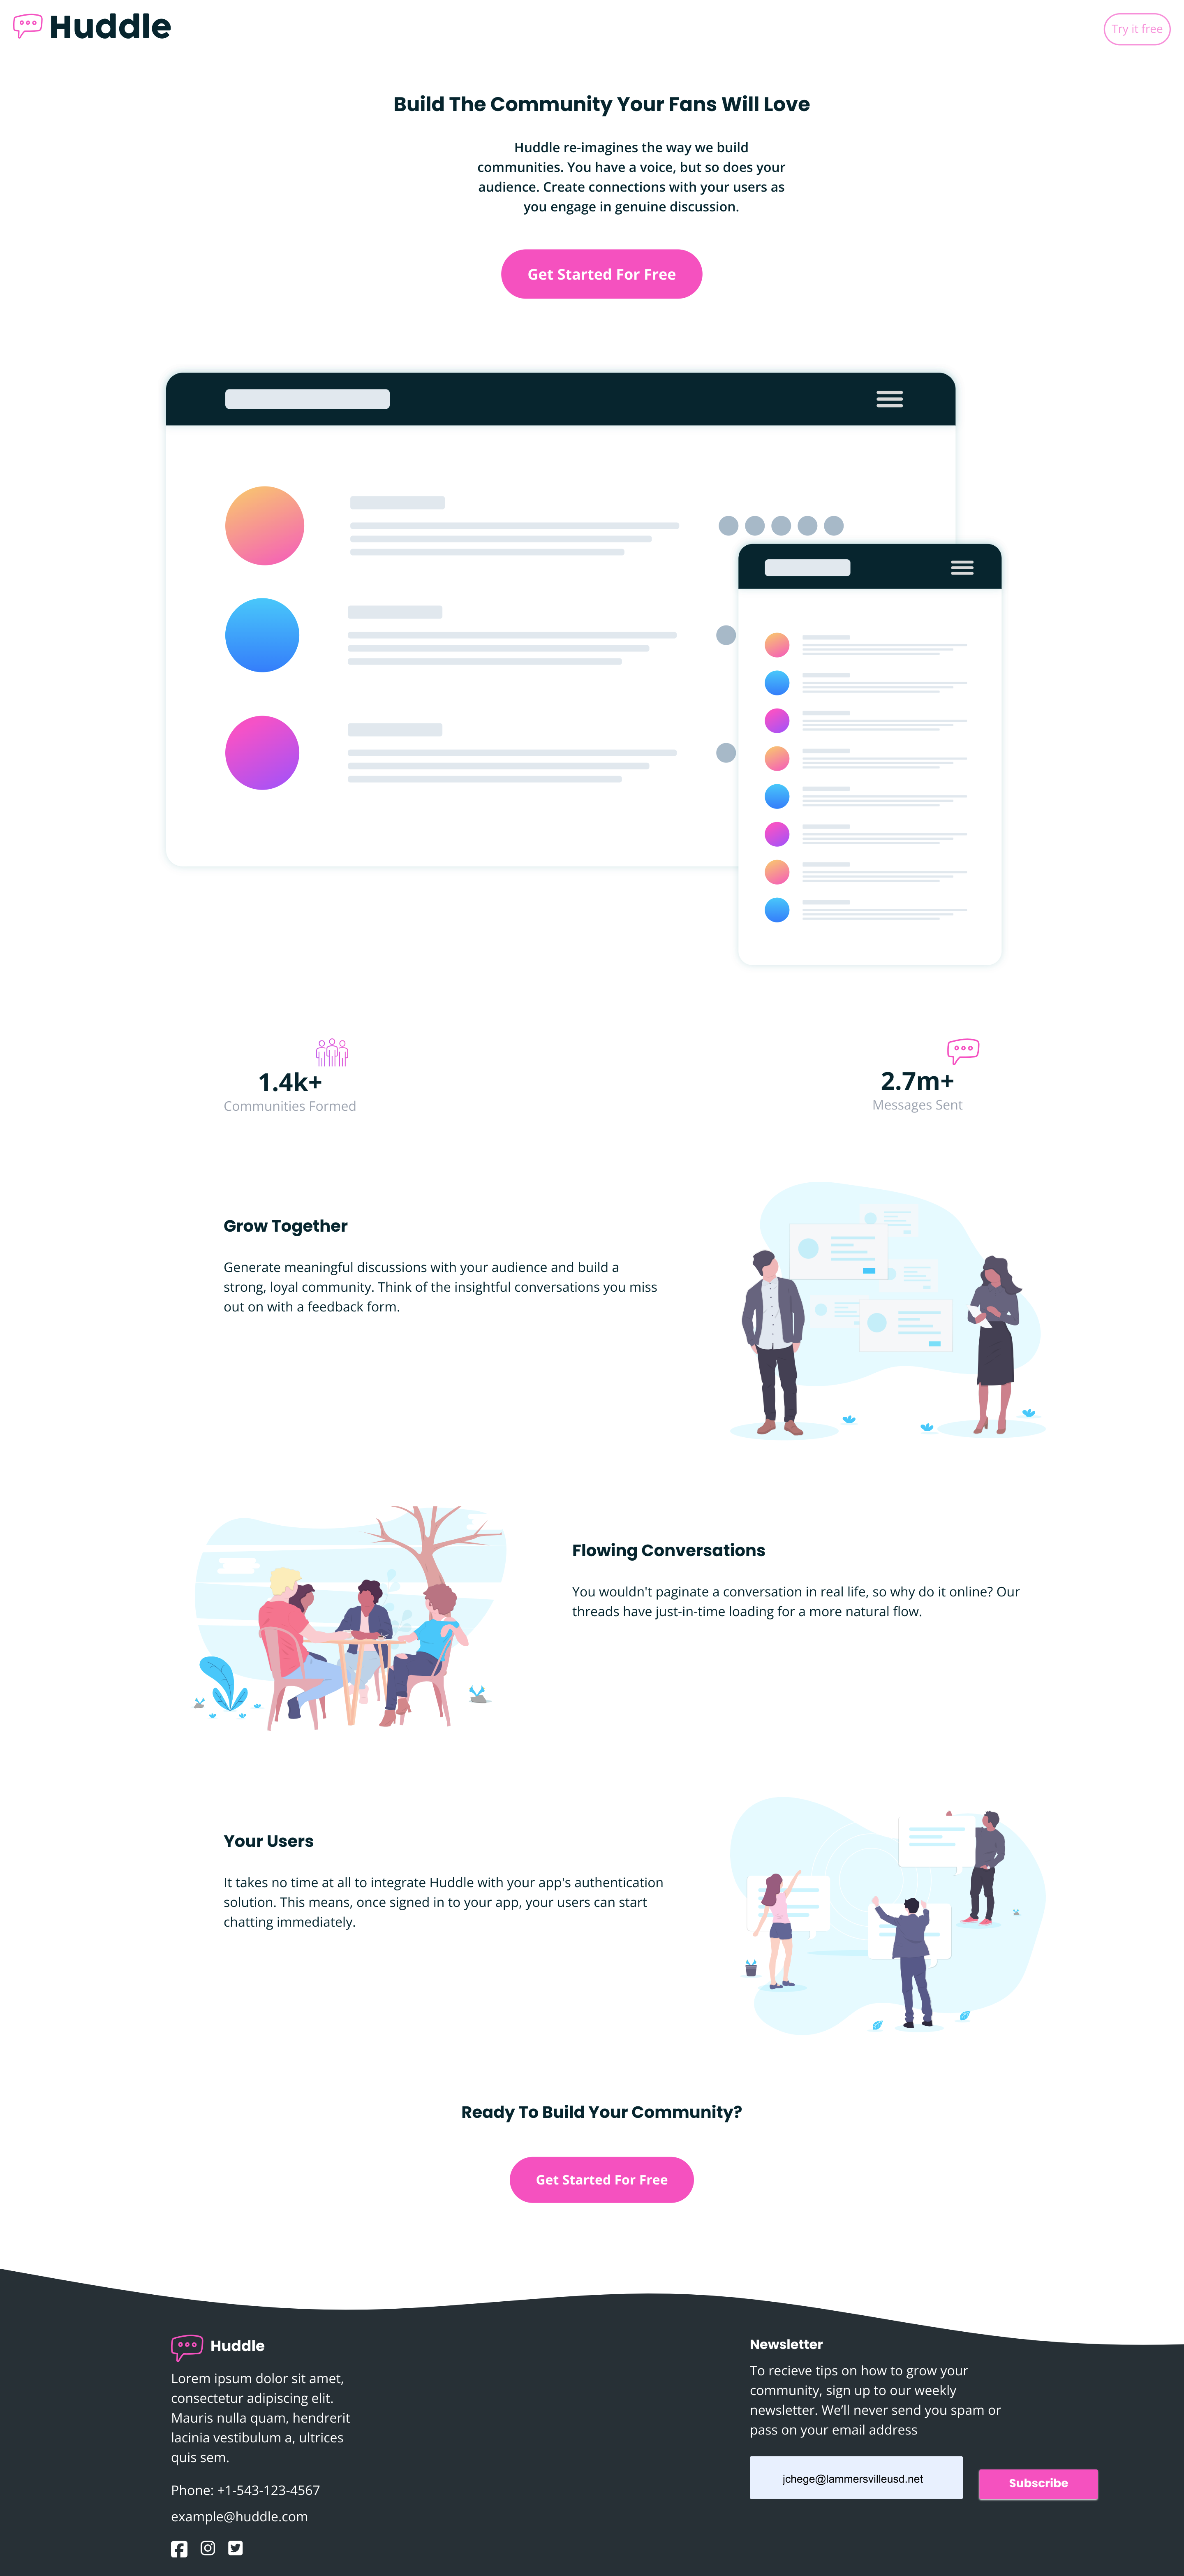 Huddle
Try it free
Build The Community Your Fans Will Love
Huddle re-imagines the way we build
communities. You have a voice, but so does your
audience. Create connections with your users as
you engage in genuine discussion.
Get Started For Free
1.4k+
Communities Formed
2.7m+
Messages Sent
Grow Together
Generate meaningful discussions with your audience and build a
strong, loyal community. Think of the insightful conversations you miss
out on with a feedback form.
Flowing Conversations
You wouldn't paginate a conversation in real life, so why do it online? Our
threads have just-in-time loading for a more natural flow.
Your Users
It takes no time at all to integrate Huddle with your app's authentication
solution. This means, once signed in to your app, your users can start
chatting immediately.
Ready To Build Your Community?
Get Started For Free
Huddle
Lorem ipsum dolor sit amet,
consectetur adipiscing elit.
Mauris nulla quam, hendrerit
lacinia vestibulum a, ultrices
quis sem.
Phone: +1-543-123-4567
example@huddle.com
Newsletter
To recieve tips on how to grow your
community, sign up to our weekly
newsletter. We’ll never send you spam or
pass on your email address
jchege@lammersvilleusd.net
Subscribe